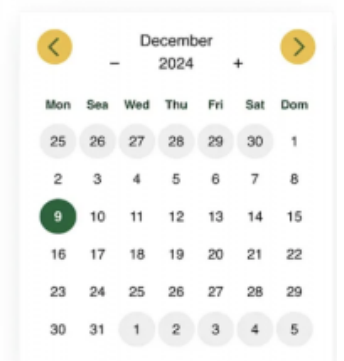 December
− 2024 +
Mon Sea Wed Thu Fri Sat Dom
25 26 27 28 29 30 1
2 3 4 5 6 7 8
9 10 11 12 13 14 15
16 17 18 19 20 21 22
23 24 25 26 27 28 29
30 31 1 2 3 4 5